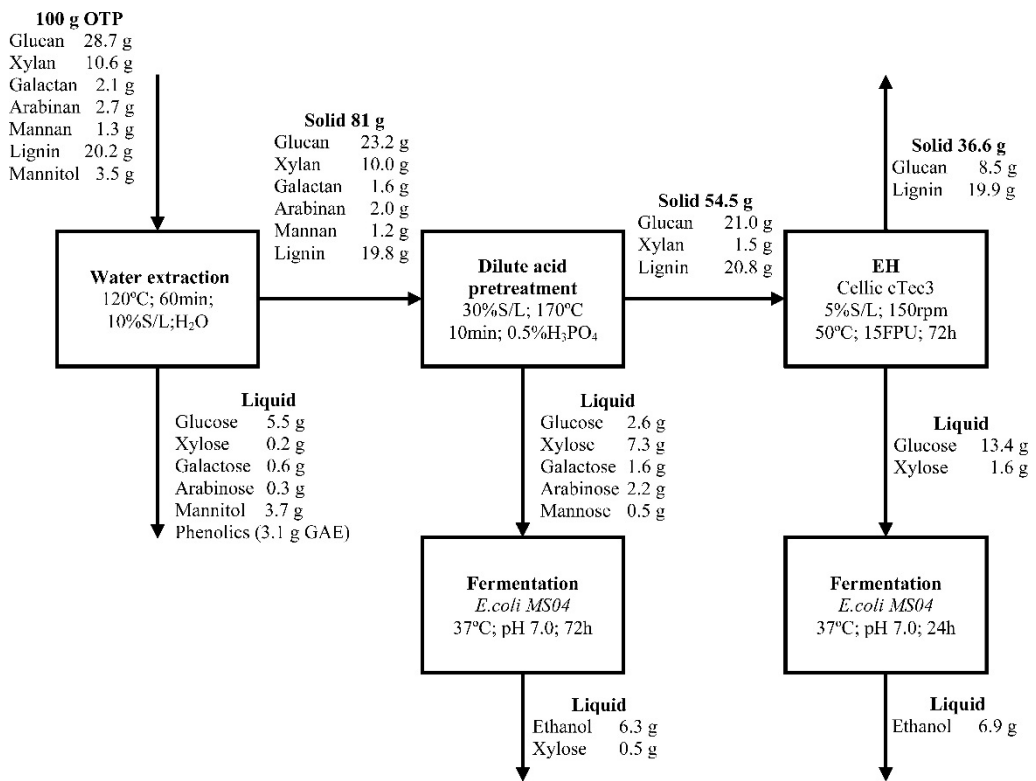 100 g OTP
Glucan 28.7 g
Xylan 10.6 g
Galactan 2.1 g
Arabinan 2.7 g
Mannan 1.3 g
Lignin 20.2 g
Mannitol 3.5 g
Water extraction
120ºC; 60min;
10%S/L;H₂O
Liquid
Glucose 5.5 g
Xylose 0.2 g
Galactose 0.6 g
Arabinose 0.3 g
Mannitol 3.7 g
Phenolics (3.1 g GAE)
Solid 81 g
Glucan 23.2 g
Xylan 10.0 g
Galactan 1.6 g
Arabinan 2.0 g
Mannan 1.2 g
Lignin 19.8 g
Dilute acid
pretreatment
30%S/L; 170ºC
10min; 0.5%H₃PO₄
Liquid
Glucose 2.6 g
Xylose 7.3 g
Galactose 1.6 g
Arabinose 2.2 g
Mannose 0.5 g
Fermentation
E.coli MS04
37ºC; pH 7.0; 72h
Liquid
Ethanol 6.3 g
Xylose 0.5 g
Solid 54.5 g
Glucan 21.0 g
Xylan 1.5 g
Lignin 20.8 g
EH
Cellic cTec3
5%S/L; 150rpm
50ºC; 15FPU; 72h
Solid 36.6 g
Glucan 8.5 g
Lignin 19.9 g
Liquid
Glucose 13.4 g
Xylose 1.6 g
Fermentation
E.coli MS04
37ºC; pH 7.0; 24h
Liquid
Ethanol 6.9 g